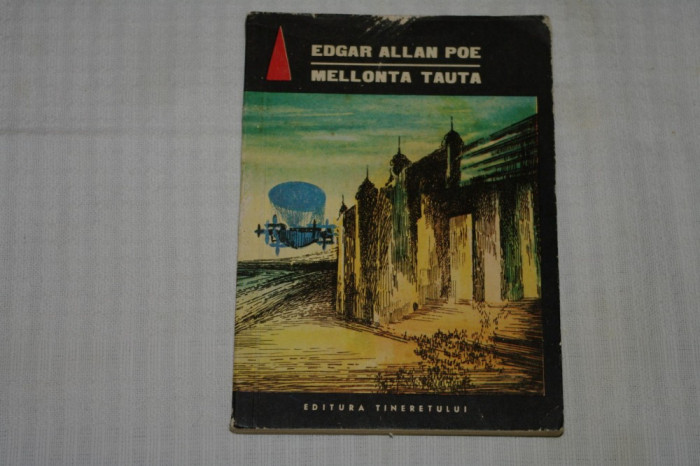 EDGAR ALLAN POE
MELLONTA TAUTA
EDITURA TINERETULUI